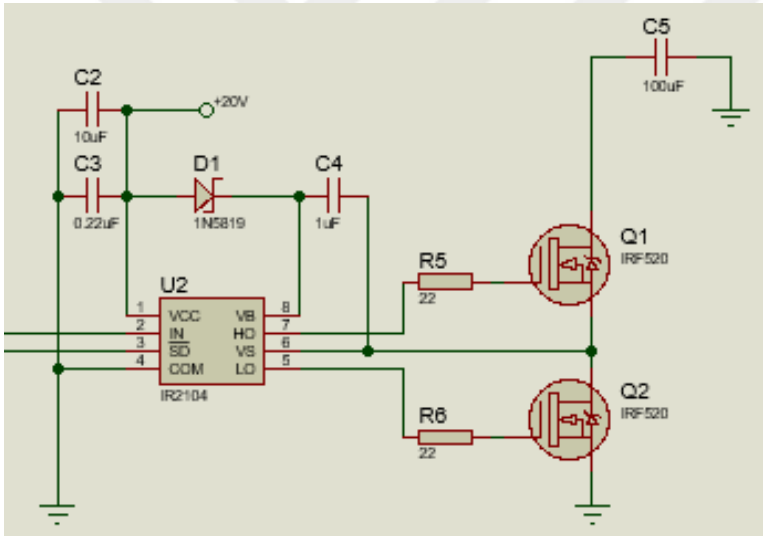 C5
100uF
C2
10uF
+20V
C3
0.22uF
D1
1N5819
C4
1uF
Q1
IRF520
R5
22
U2
1 VCC VB 8
2 IN HO 7
3 SD VS 6
4 COM LO 5
IR2104
Q2
IRF520
R6
22